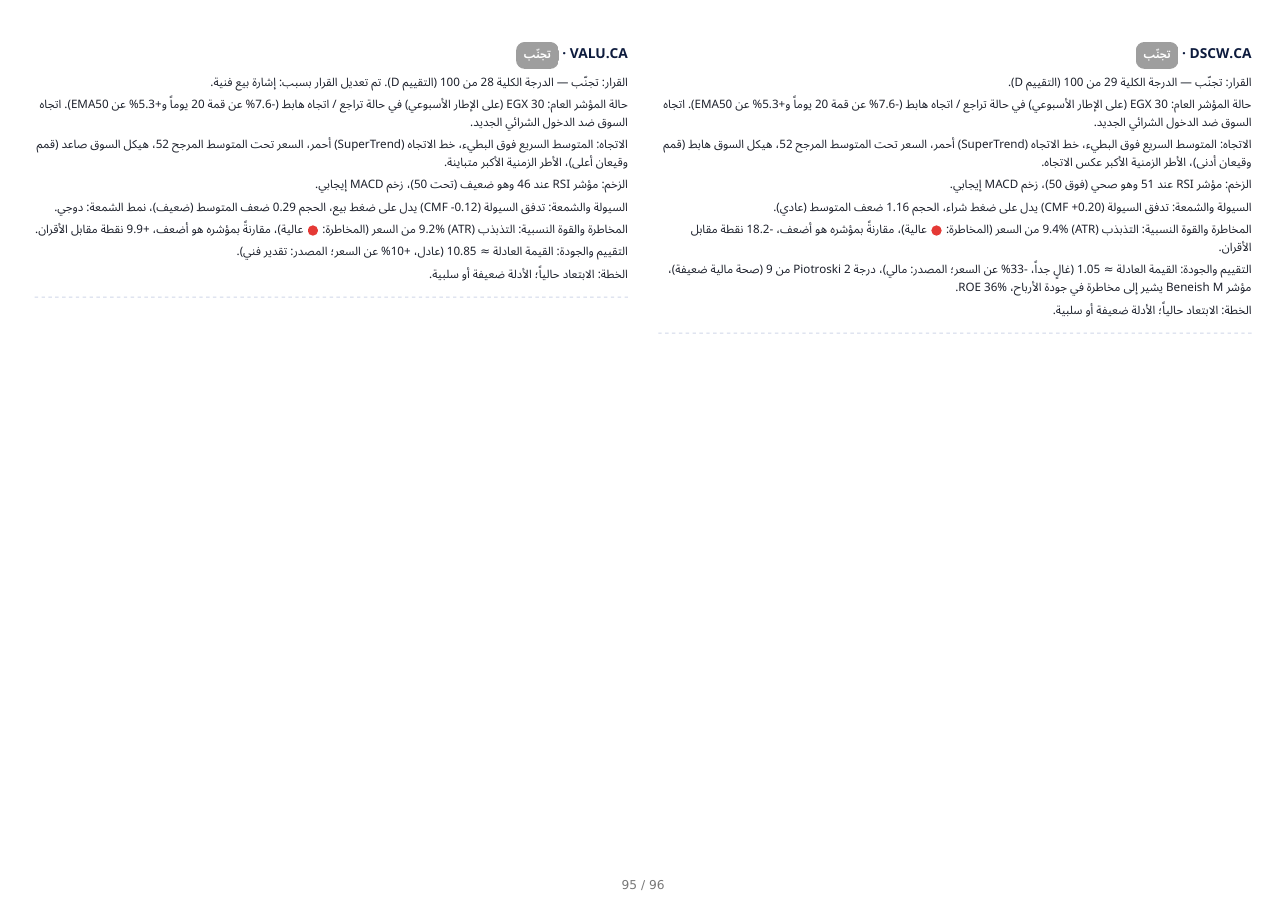 DSCW.CA · تجنّب
القرار: تجنّب — الدرجة الكلية 29 من 100 (التقييم D).
حالة المؤشر العام: EGX 30 (على الإطار الأسبوعي) في حالة تراجع / اتجاه هابط (-7.6% عن قمة 20 يوماً و+5.3% عن EMA50). اتجاه
السوق ضد الدخول الشرائي الجديد.
الاتجاه: المتوسط السريع فوق البطيء، خط الاتجاه (SuperTrend) أحمر، السعر تحت المتوسط المرجح 52، هيكل السوق هابط (قمم
وقيعان أدنى)، الأطر الزمنية الأكبر عكس الاتجاه.
الزخم: مؤشر RSI عند 51 وهو صحي (فوق 50)، زخم MACD إيجابي.
السيولة والشمعة: تدفق السيولة (CMF +0.20) يدل على ضغط شراء، الحجم 1.16 ضعف المتوسط (عادي).
المخاطرة والقوة النسبية: التذبذب (ATR) 9.4% من السعر (المخاطرة: 🔴 عالية)، مقارنةً بمؤشره هو أضعف، -18.2 نقطة مقابل
الأقران.
التقييم والجودة: القيمة العادلة ≈ 1.05 (غالٍ جداً، -33% عن السعر؛ المصدر: مالي)، درجة Piotroski 2 من 9 (صحة مالية ضعيفة)،
مؤشر Beneish M يشير إلى مخاطرة في جودة الأرباح، ROE 36%.
الخطة: الابتعاد حالياً؛ الأدلة ضعيفة أو سلبية.
VALU.CA · تجنّب
القرار: تجنّب — الدرجة الكلية 28 من 100 (التقييم D). تم تعديل القرار بسبب: إشارة بيع فنية.
حالة المؤشر العام: EGX 30 (على الإطار الأسبوعي) في حالة تراجع / اتجاه هابط (-7.6% عن قمة 20 يوماً و+5.3% عن EMA50). اتجاه
السوق ضد الدخول الشرائي الجديد.
الاتجاه: المتوسط السريع فوق البطيء، خط الاتجاه (SuperTrend) أحمر، السعر تحت المتوسط المرجح 52، هيكل السوق صاعد (قمم
وقيعان أعلى)، الأطر الزمنية الأكبر متباينة.
الزخم: مؤشر RSI عند 46 وهو ضعيف (تحت 50)، زخم MACD إيجابي.
السيولة والشمعة: تدفق السيولة (CMF -0.12) يدل على ضغط بيع، الحجم 0.29 ضعف المتوسط (ضعيف)، نمط الشمعة: دوجي.
المخاطرة والقوة النسبية: التذبذب (ATR) 9.2% من السعر (المخاطرة: 🔴 عالية)، مقارنةً بمؤشره هو أضعف، +9.9 نقطة مقابل الأقران.
التقييم والجودة: القيمة العادلة ≈ 10.85 (عادل، +10% عن السعر؛ المصدر: تقدير فني).
الخطة: الابتعاد حالياً؛ الأدلة ضعيفة أو سلبية.
95 / 96